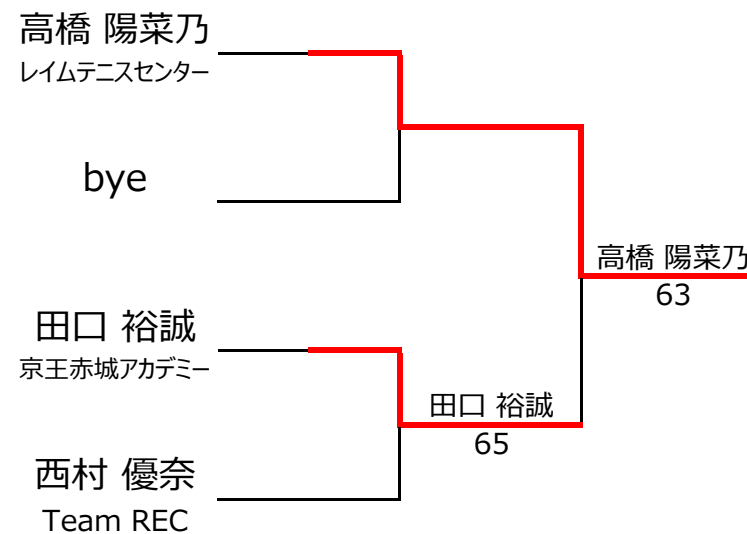 高橋 陽菜乃
レイムテニスセンター
bye
高橋 陽菜乃
63
田口 裕誠
京王赤城アカデミー
田口 裕誠
65
西村 優奈
Team REC